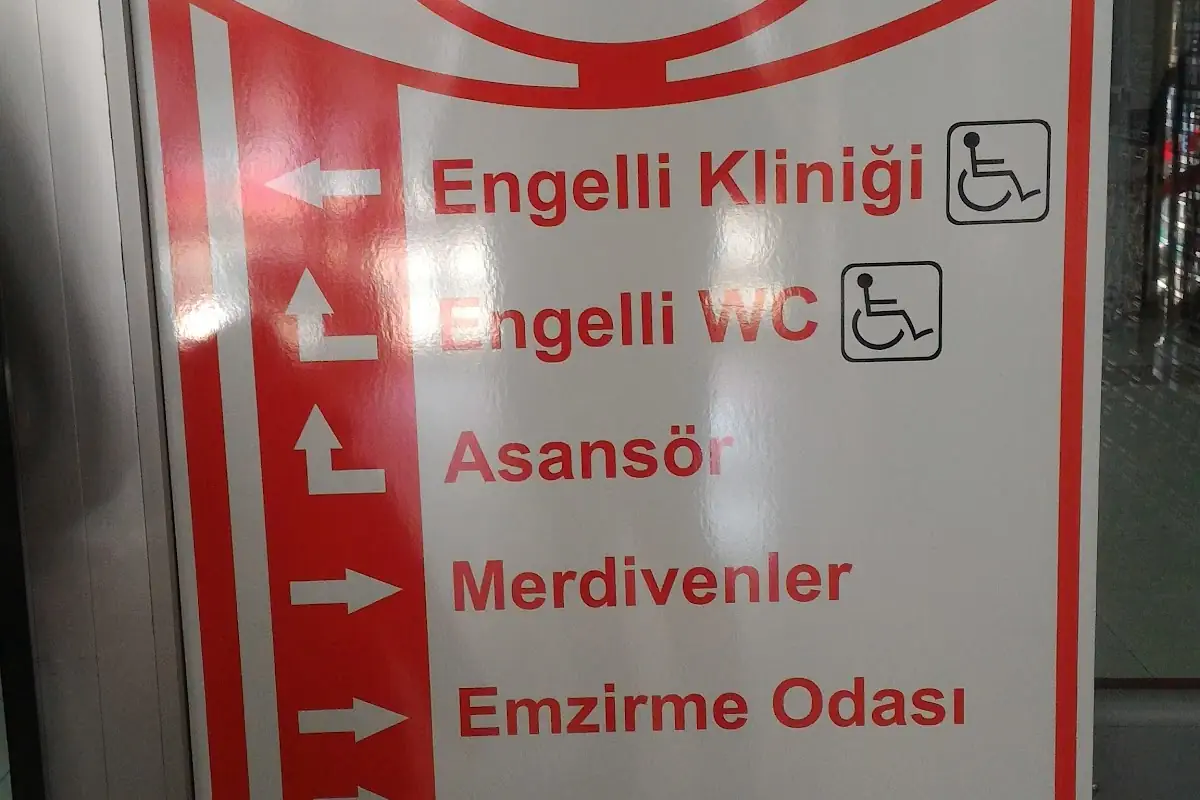 Engelli Kliniği
Engelli WC
Asansör
Merdivenler
Emzirme Odası